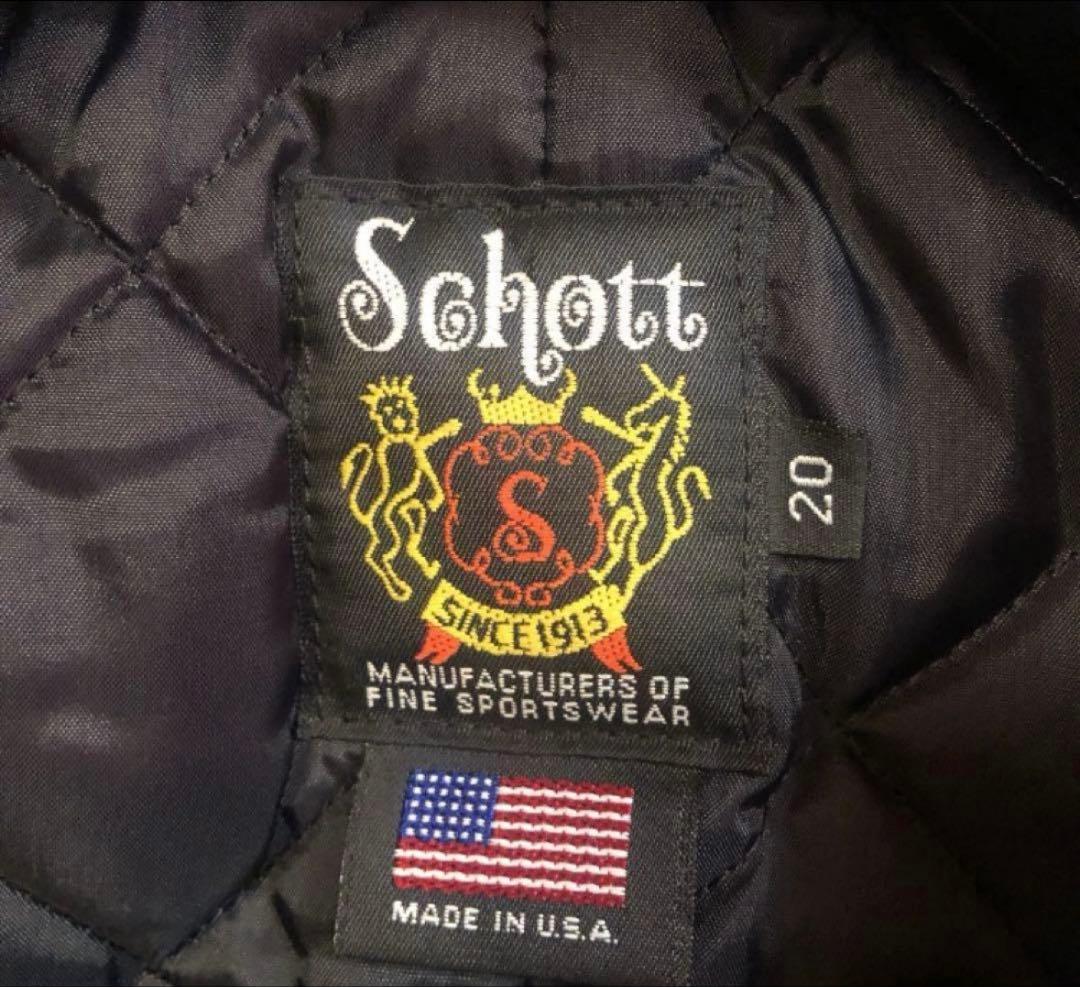 Schott
S
SINCE 1913
MANUFACTURERS OF
FINE SPORTSWEAR
20
MADE IN U.S.A.